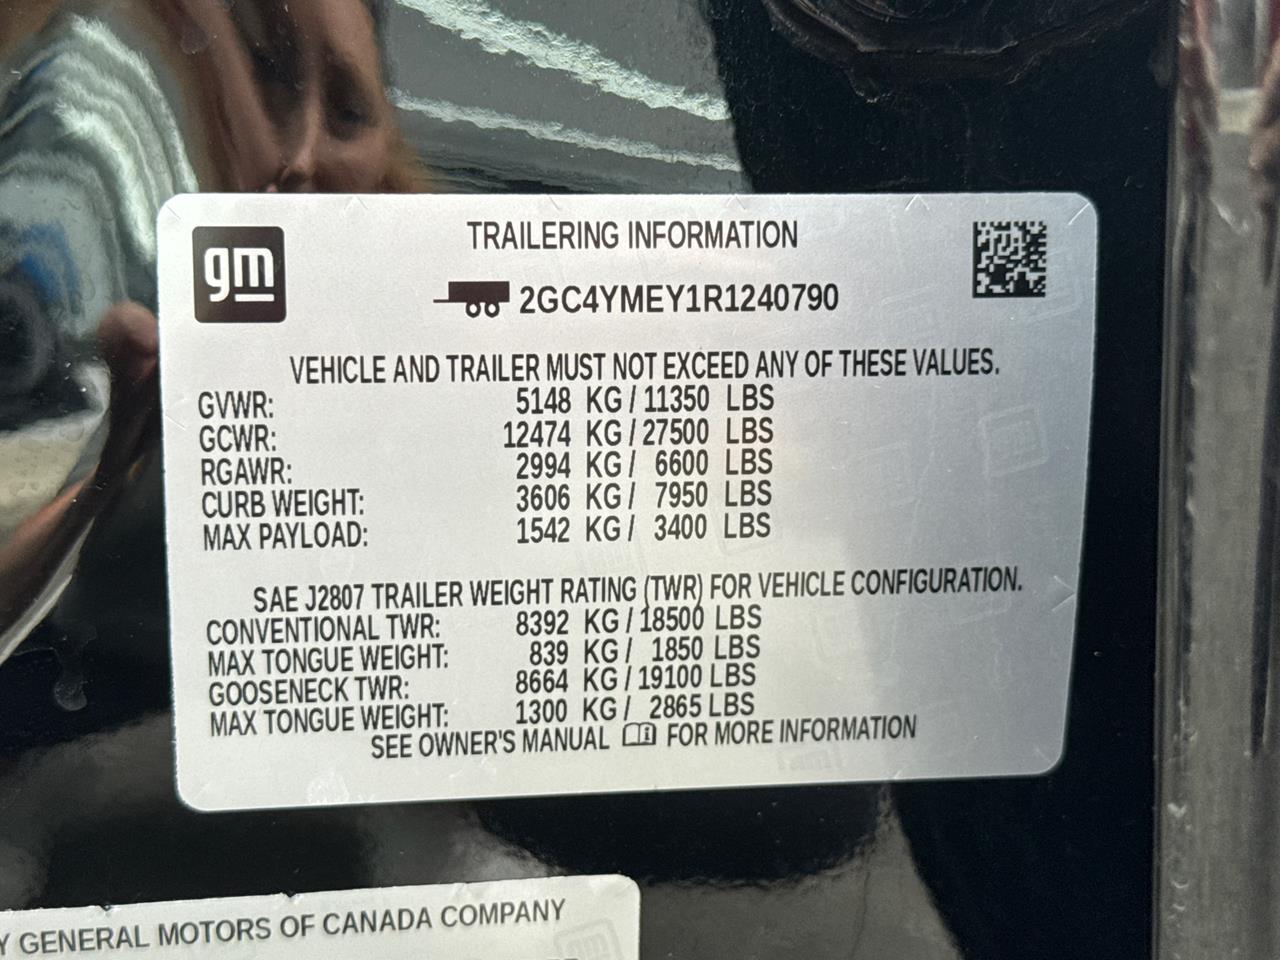 gm
TRAILERING INFORMATION
2GC4YMEY1R1240790
VEHICLE AND TRAILER MUST NOT EXCEED ANY OF THESE VALUES.
GVWR: 5148 KG / 11350 LBS
GCWR: 12474 KG / 27500 LBS
RGAWR: 2994 KG / 6600 LBS
CURB WEIGHT: 3606 KG / 7950 LBS
MAX PAYLOAD: 1542 KG / 3400 LBS
SAE J2807 TRAILER WEIGHT RATING (TWR) FOR VEHICLE CONFIGURATION.
CONVENTIONAL TWR: 8392 KG / 18500 LBS
MAX TONGUE WEIGHT: 839 KG / 1850 LBS
GOOSENECK TWR: 8664 KG / 19100 LBS
MAX TONGUE WEIGHT: 1300 KG / 2865 LBS
SEE OWNER'S MANUAL FOR MORE INFORMATION
Y GENERAL MOTORS OF CANADA COMPANY